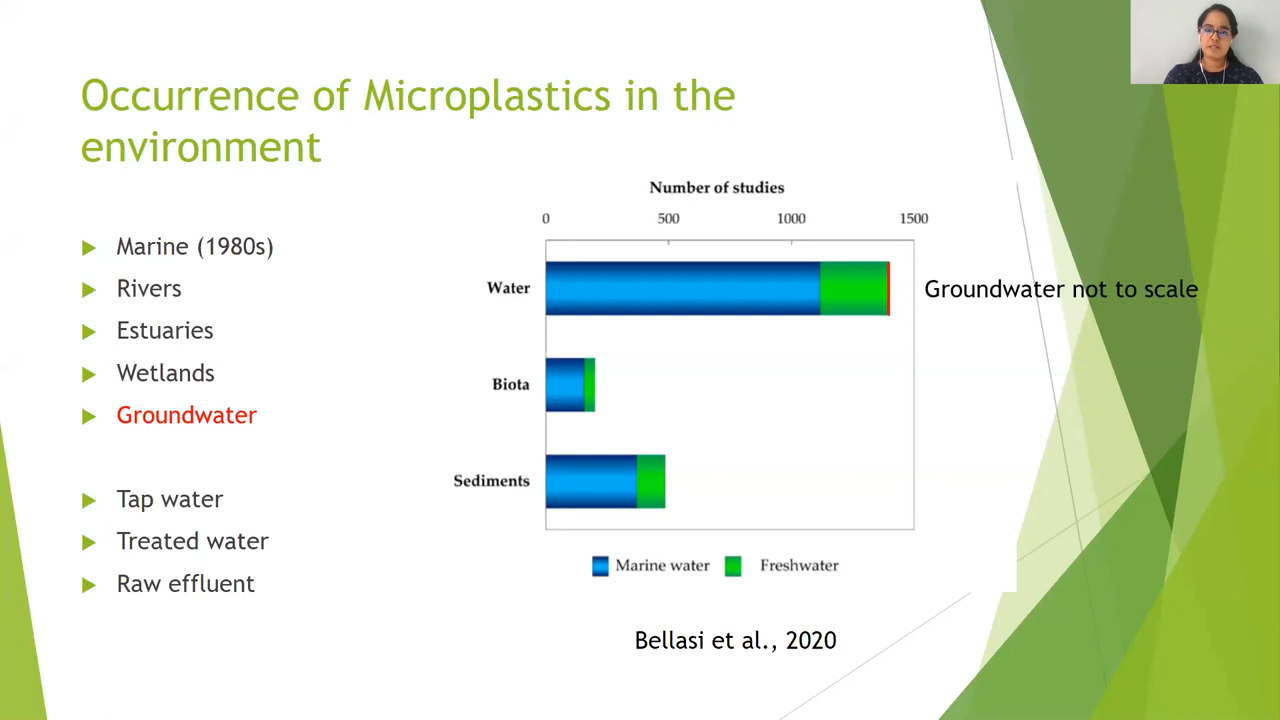 Occurrence of Microplastics in the
environment
Marine (1980s)
Rivers
Estuaries
Wetlands
Groundwater
Tap water
Treated water
Raw effluent
Number of studies
0 500 1000 1500
Water
Groundwater not to scale
Biota
Sediments
Marine water Freshwater
Bellasi et al., 2020